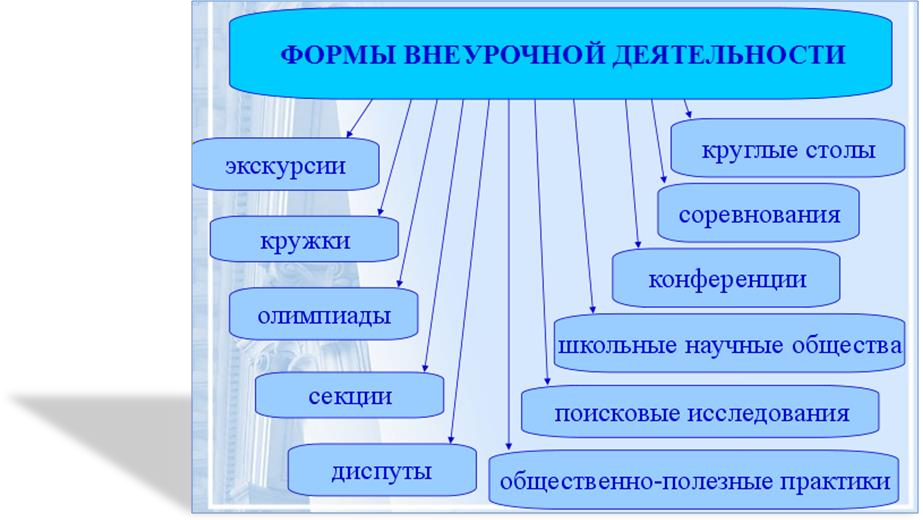 ФОРМЫ ВНЕУРОЧНОЙ ДЕЯТЕЛЬНОСТИ
экскурсии
кружки
олимпиады
секции
диспуты
круглые столы
соревнования
конференции
школьные научные общества
поисковые исследования
общественно-полезные практики